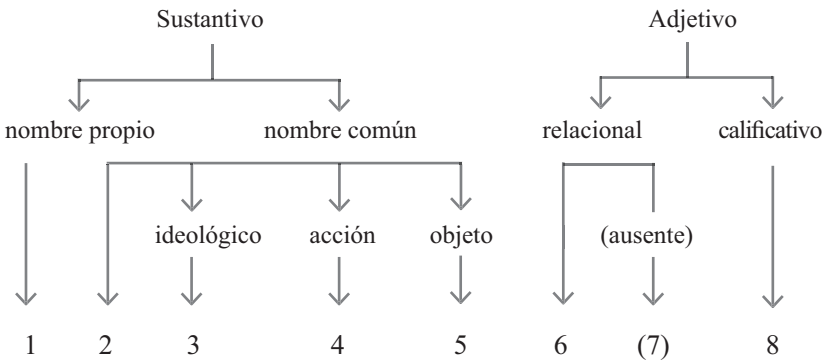 Sustantivo Adjetivo
nombre propio nombre común relacional calificativo
ideológico acción objeto (ausente)
1 2 3 4 5 6 (7) 8